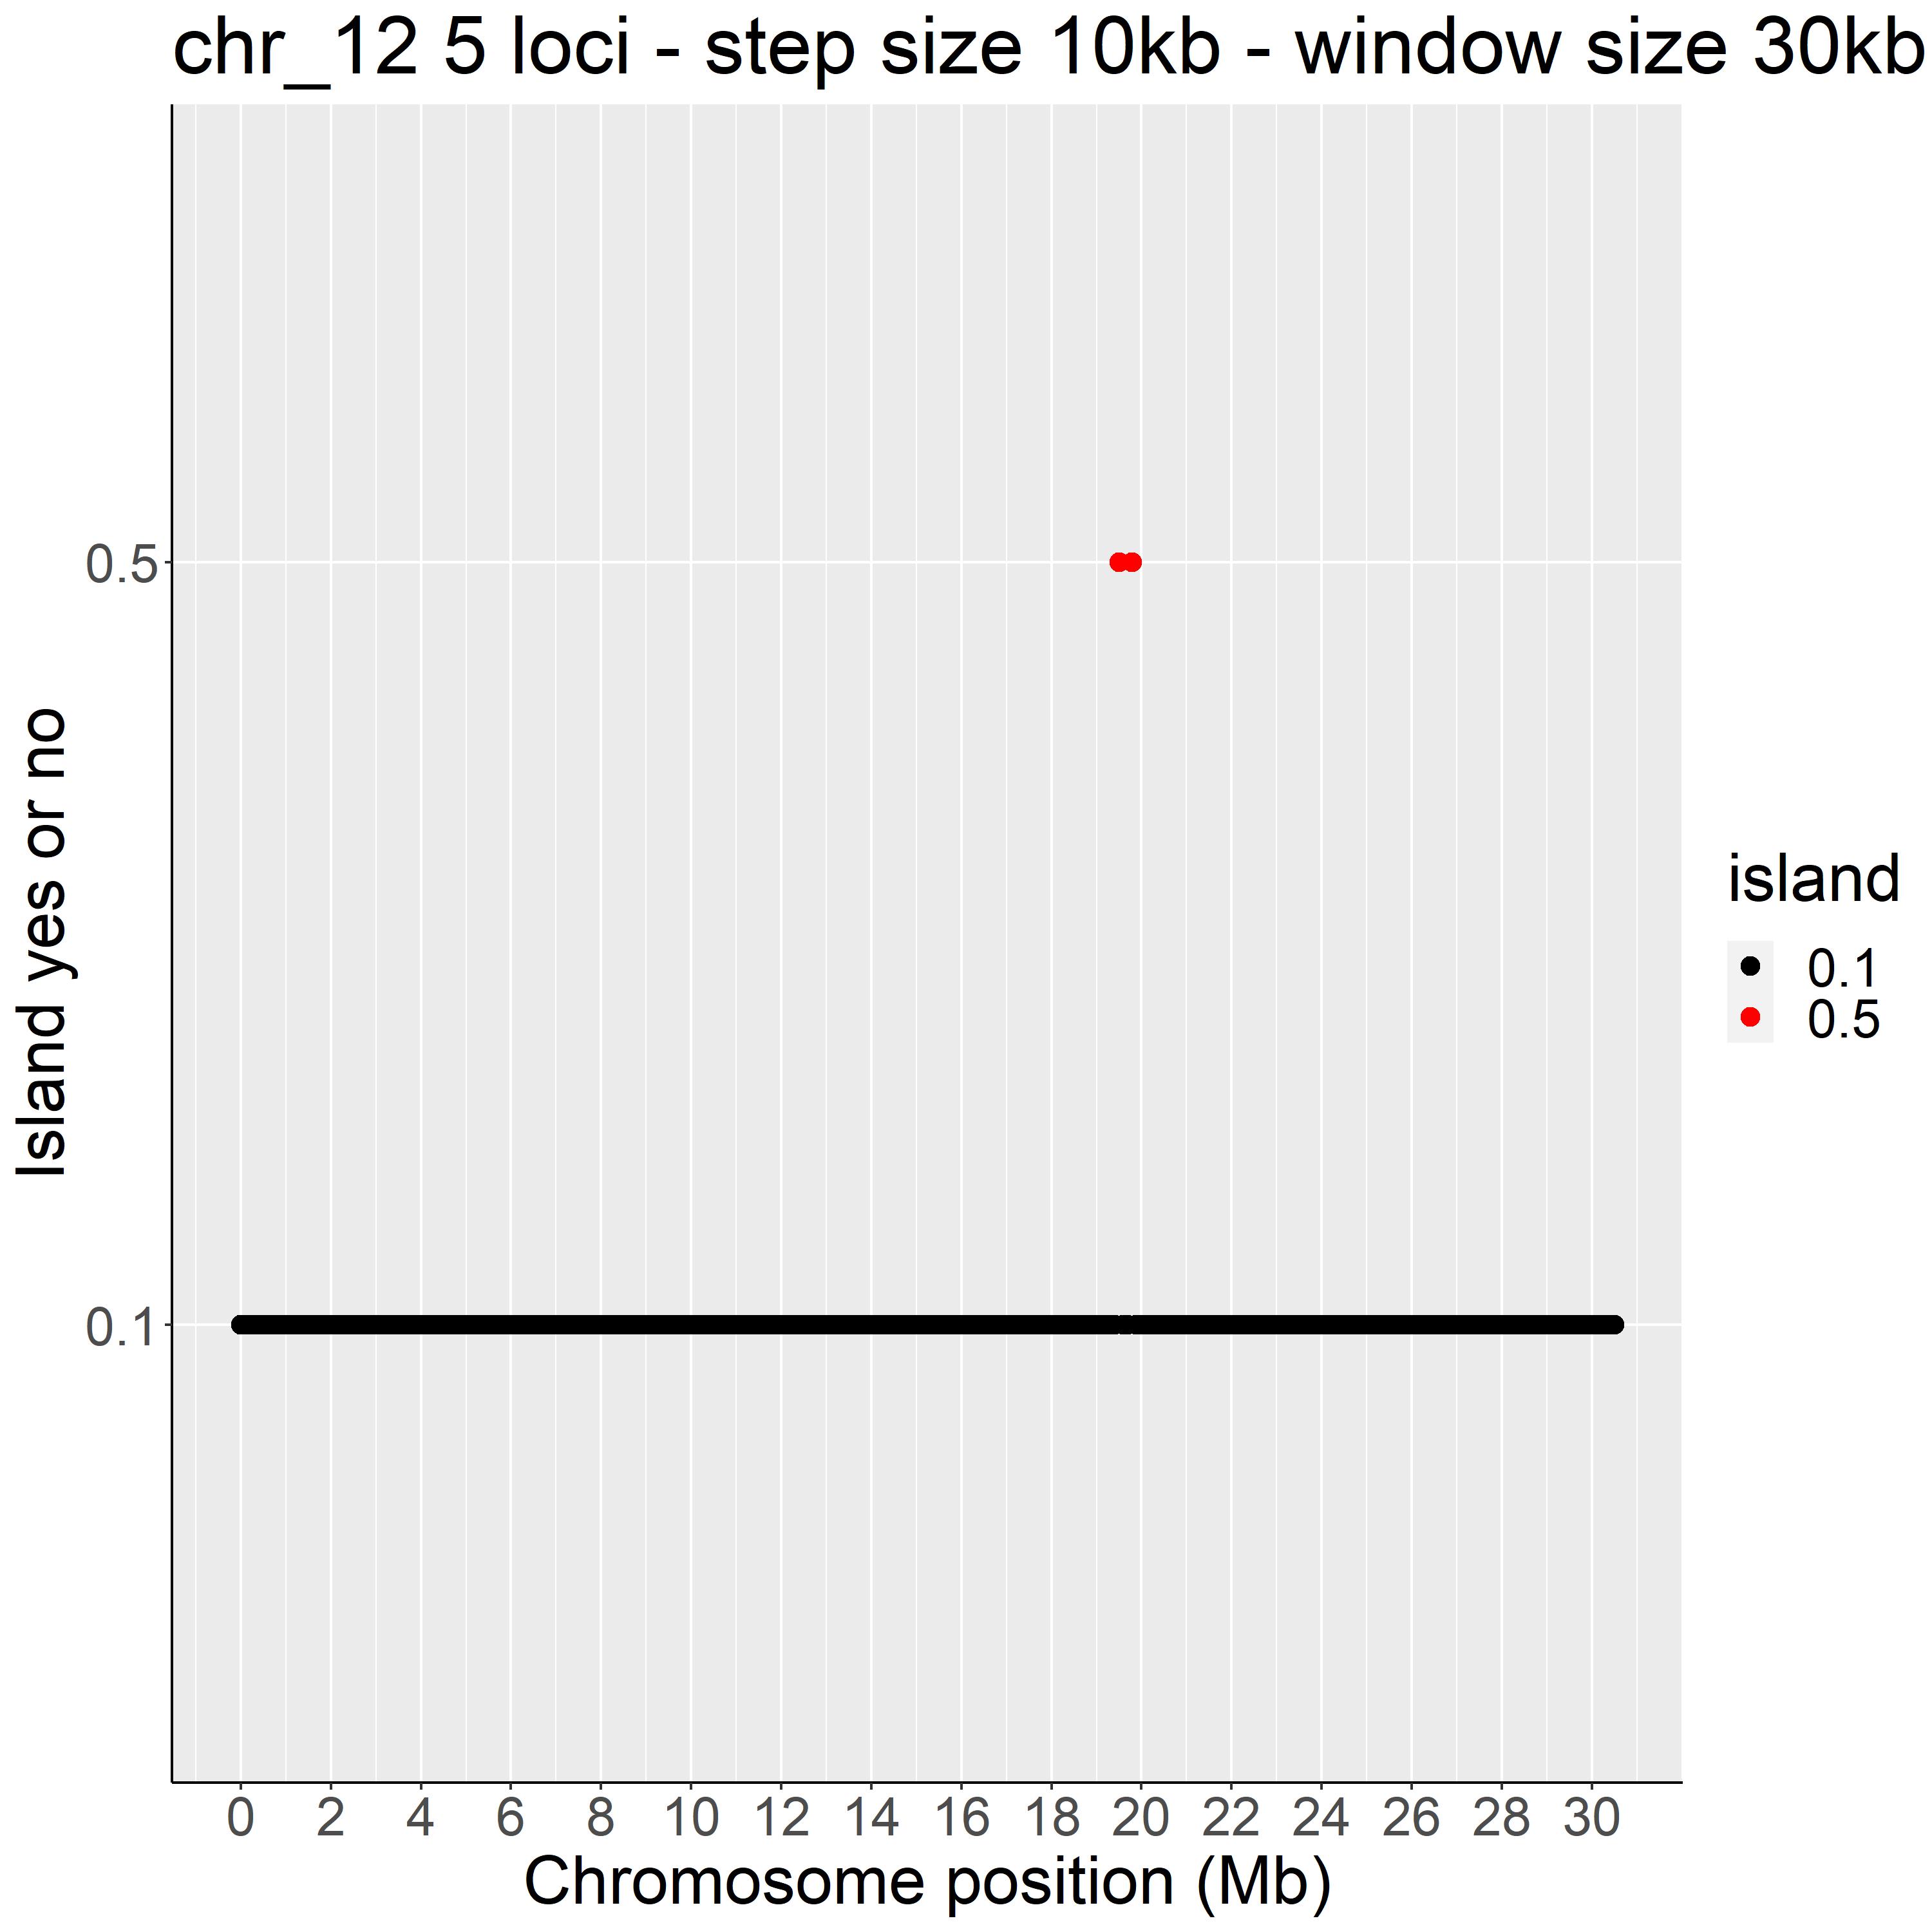 chr_12 5 loci - step size 10kb - window size 30kb
Island yes or no
0.5
0.1
island
0.1
0.5
0 2 4 6 8 10 12 14 16 18 20 22 24 26 28 30
Chromosome position (Mb)